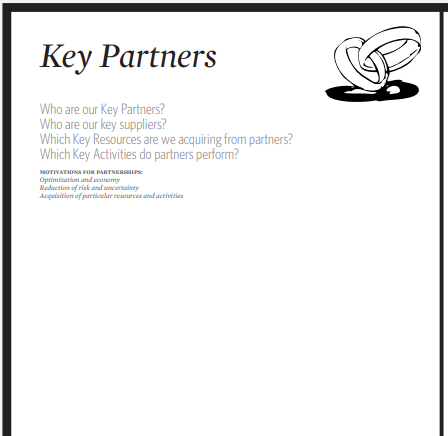 Key Partners
Who are our Key Partners?
Who are our key suppliers?
Which Key Resources are we acquiring from partners?
Which Key Activities do partners perform?
MOTIVATIONS FOR PARTNERSHIPS:
Optimization and economy
Reduction of risk and uncertainty
Acquisition of particular resources and activities